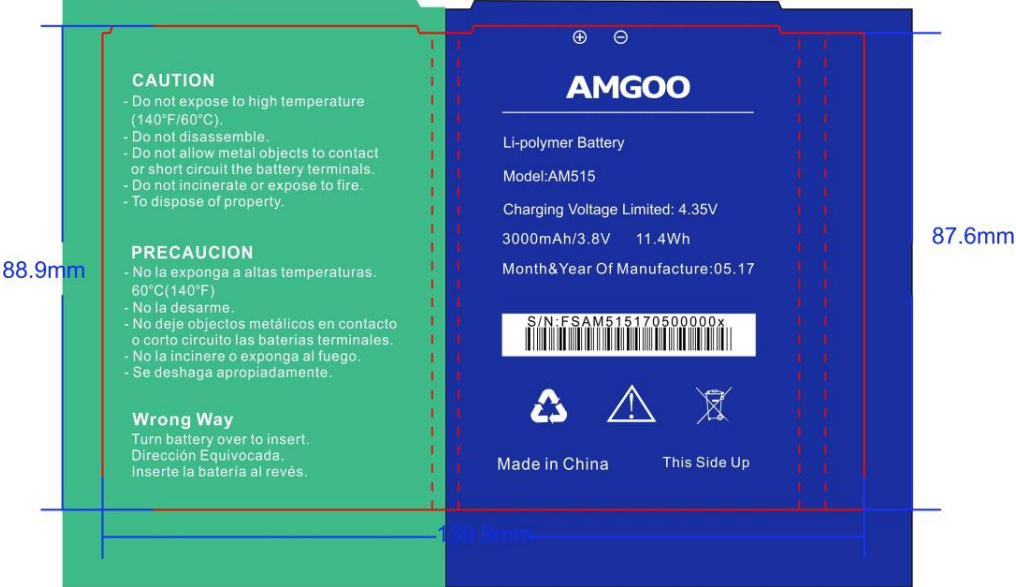 CAUTION
- Do not expose to high temperature
(140°F/60°C).
- Do not disassemble.
- Do not allow metal objects to contact
or short circuit the battery terminals.
- Do not incinerate or expose to fire.
- To dispose of property.
PRECAUCION
- No la exponga a altas temperaturas.
60°C(140°F)
- No la desarme.
- No deje objectos metálicos en contacto
o corto circuito las baterias terminales.
- No la incinere o exponga al fuego.
- Se deshaga apropiadamente.
Wrong Way
Turn battery over to insert.
Dirección Equivocada.
Inserte la batería al revés.
88.9mm
⊕ ⊖
AMGOO
Li-polymer Battery
Model:AM515
Charging Voltage Limited: 4.35V
3000mAh/3.8V 11.4Wh
Month&Year Of Manufacture:05.17
S/N:FSAM515170500000x
Made in China This Side Up
87.6mm
139.9mm